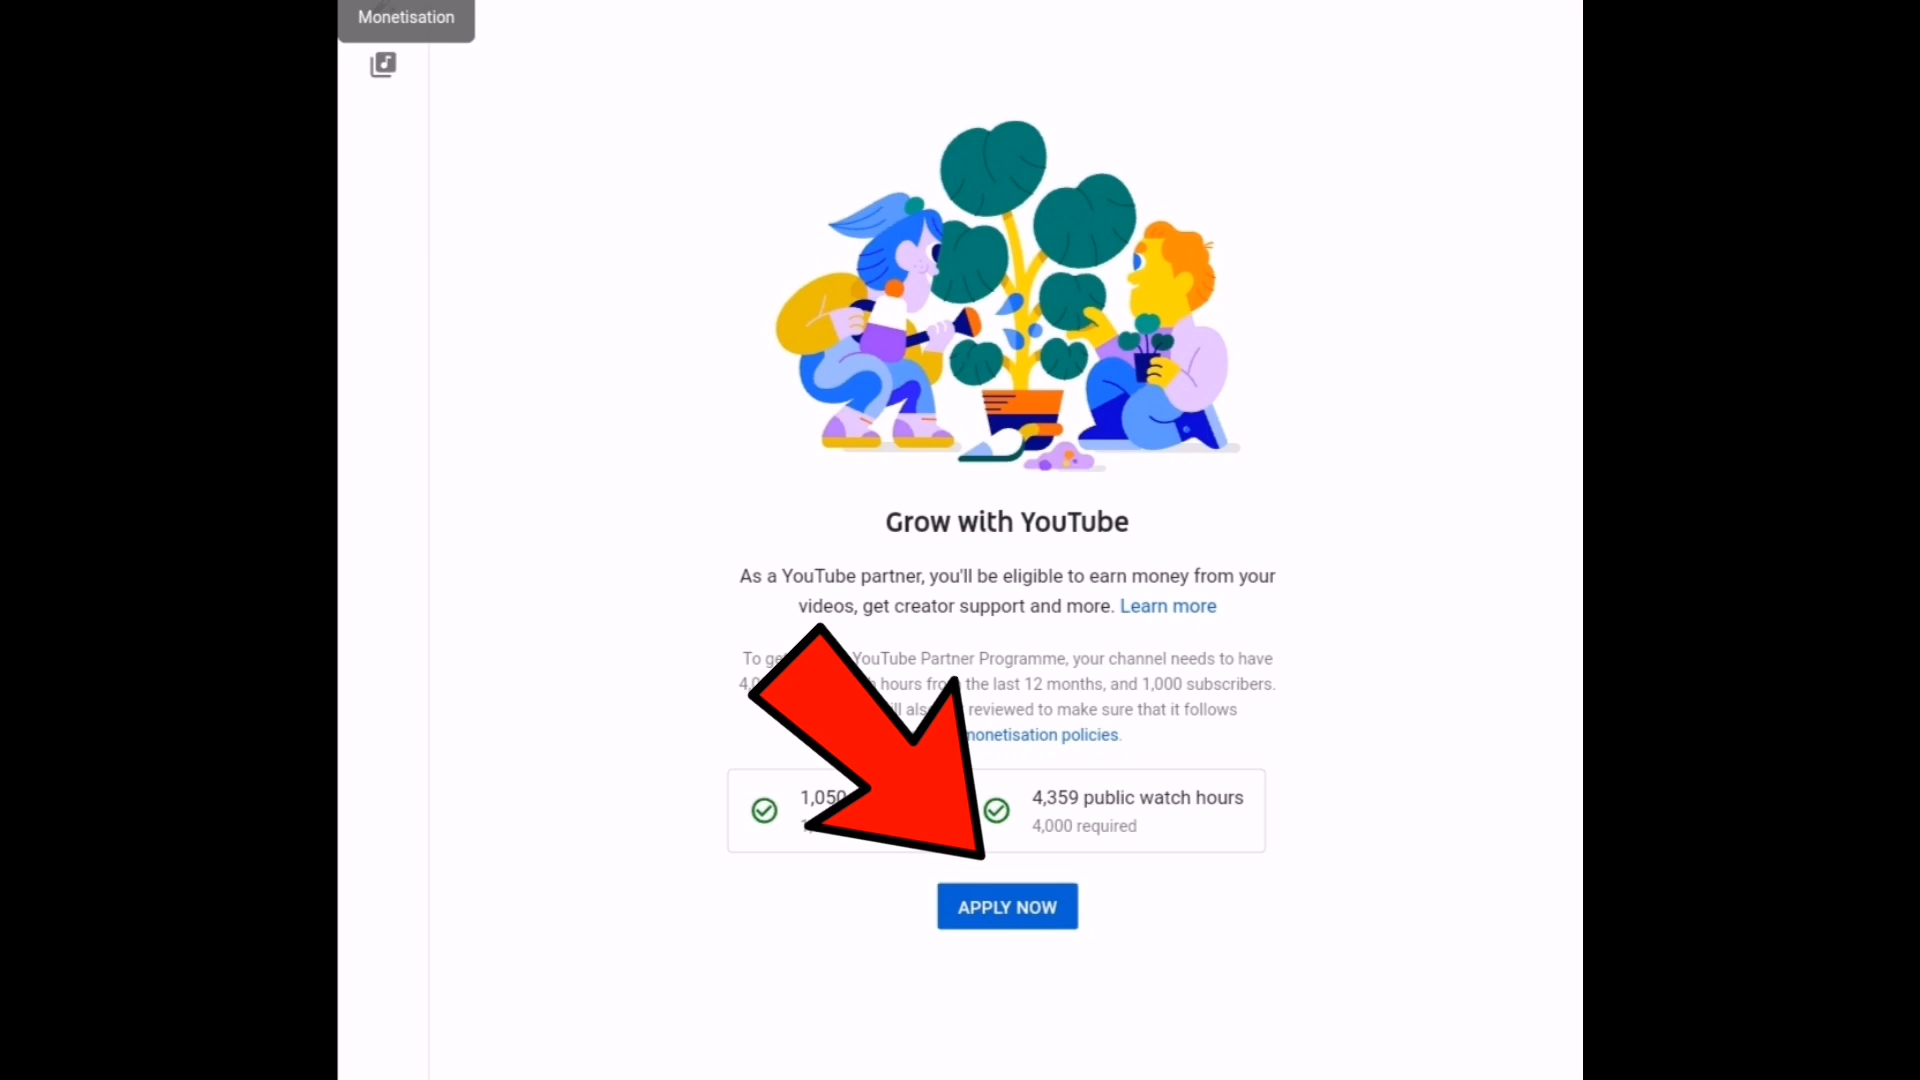 Monetisation
Grow with YouTube
As a YouTube partner, you'll be eligible to earn money from your
videos, get creator support and more. Learn more
To YouTube Partner Programme, your channel needs to have
hours the last 12 months, and 1,000 subscribers.
reviewed to make sure that it follows
monetisation policies.
1,050
4,359 public watch hours
4,000 required
APPLY NOW